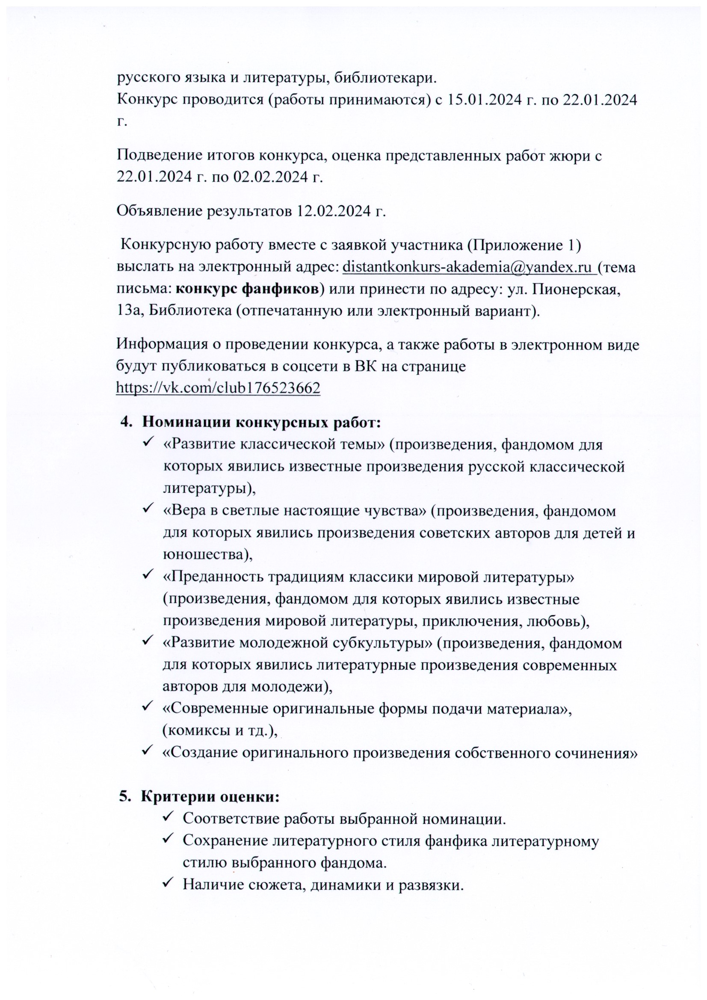 русского языка и литературы, библиотекари.
Конкурс проводится (работы принимаются) с 15.01.2024 г. по 22.01.2024
г.
Подведение итогов конкурса, оценка представленных работ жюри с
22.01.2024 г. по 02.02.2024 г.
Объявление результатов 12.02.2024 г.
Конкурсную работу вместе с заявкой участника (Приложение 1)
выслать на электронный адрес: distantkonkurs-akademia@yandex.ru (тема
письма: конкурс фанфиков) или принести по адресу: ул. Пионерская,
13а, Библиотека (отпечатанную или электронный вариант).
Информация о проведении конкурса, а также работы в электронном виде
будут публиковаться в соцсети в ВК на странице
https://vk.com/club176523662
4. Номинации конкурсных работ:
✓ «Развитие классической темы» (произведения, фандомом для
которых явились известные произведения русской классической
литературы),
✓ «Вера в светлые настоящие чувства» (произведения, фандомом
для которых явились произведения советских авторов для детей и
юношества),
✓ «Преданность традициям классики мировой литературы»
(произведения, фандомом для которых явились известные
произведения мировой литературы, приключения, любовь),
✓ «Развитие молодежной субкультуры» (произведения, фандомом
для которых явились литературные произведения современных
авторов для молодежи),
✓ «Современные оригинальные формы подачи материала»,
(комиксы и тд.),
✓ «Создание оригинального произведения собственного сочинения»
5. Критерии оценки:
✓ Соответствие работы выбранной номинации.
✓ Сохранение литературного стиля фанфика литературному
стилю выбранного фандома.
✓ Наличие сюжета, динамики и развязки.